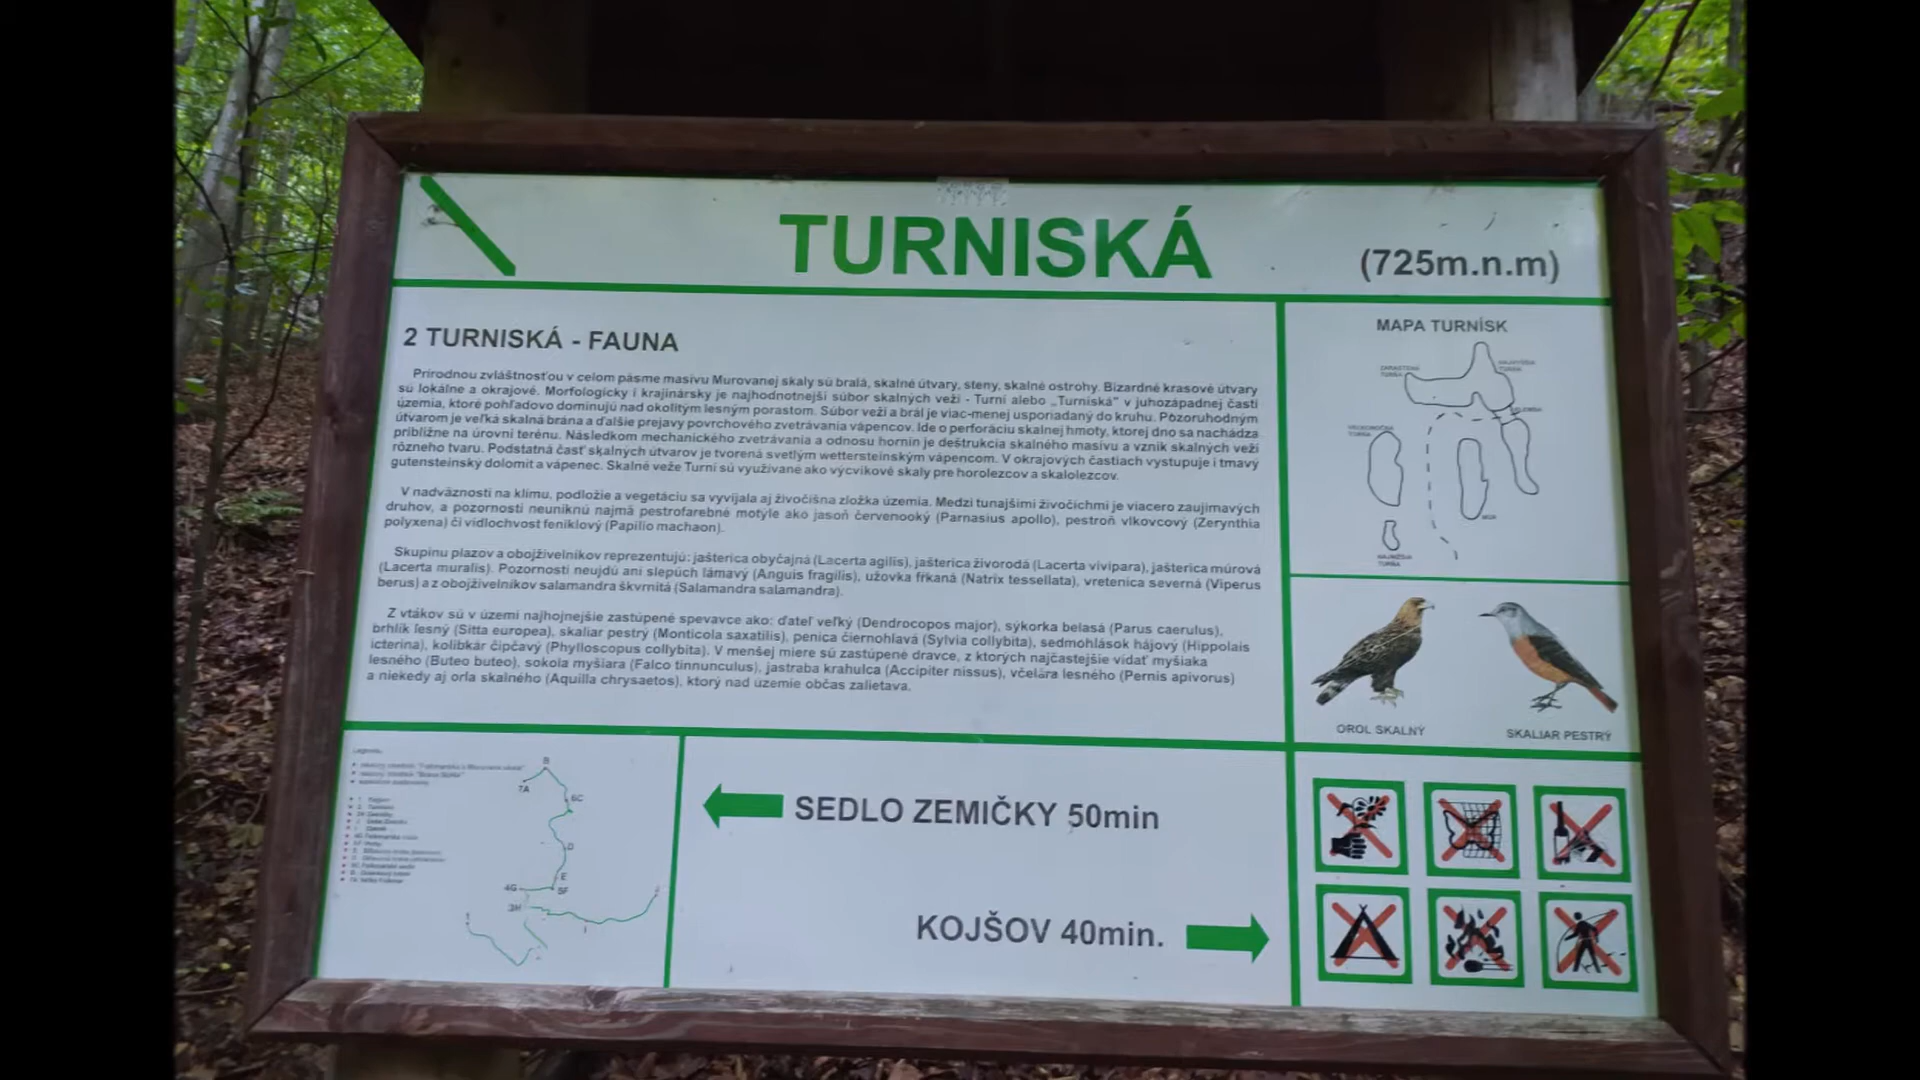 TURNISKÁ
(725m.n.m)
2 TURNISKÁ - FAUNA
Prírodnou zvláštnosťou v celom pásme masívu Murovanej skaly sú bralá, skalné útvary, steny, skalné ostrohy. Bizardné krasové útvary
sú lokálne a okrajové. Morfologicky i krajinársky je najhodnotnejší súbor skalných veží - Turní alebo „Turniská“ v juhozápadnej časti
územia, ktoré pohľadovo dominujú nad okolitým lesným porastom. Súbor veží a brál je viac-menej usporiadaný do kruhu. Pozoruhodným
útvarom je veľká skalná brána a ďalšie prejavy povrchového zvetrávania vápencov. Ide o perforáciu skalnej hmoty, ktorej dno sa nachádza
približne na úrovni terénu. Následkom mechanického zvetrávania a odnosu hornín je deštrukcia skalného masívu a vznik skalných veží
rôzneho tvaru. Podstatná časť skalných útvarov je tvorená svetlým wettersteinským vápencom. V okrajových častiach vystupuje i tmavý
gutensteinský dolomit a vápenec. Skalné veže Turní sú využívané ako výcvikové skaly pre horolezcov a skalolezcov.
V nadväznosti na klímu, podložie a vegetáciu sa vyvíjala aj živočíšna zložka územia. Medzi tunajšími živočíchmi je viacero zaujímavých
druhov, a pozornosti neuniknú najmä pestrofarebné motýle ako jasoň červenooký (Parnasius apollo), pestroň vlkovcový (Zerynthia
polyxena) či vidlochvost feniklový (Papilio machaon).
Skupinu plazov a obojživelníkov reprezentujú: jašterica obyčajná (Lacerta agilis), jašterica živorodá (Lacerta vivipara), jašterica múrová
(Lacerta muralis). Pozornosti neujdú ani slepúch lámavý (Anguis fragilis), užovka fŕkaná (Natrix tessellata), vretenica severná (Viperus
berus) a z obojživelníkov salamandra škvrnitá (Salamandra salamandra).
Z vtákov sú v území najhojnejšie zastúpené spevavce ako: ďateľ veľký (Dendrocopos major), sýkorka belasá (Parus caerulus),
brhlík lesný (Sitta europea), skaliar pestrý (Monticola saxatilis), penica čiernohlavá (Sylvia collybita), sedmohlások hájový (Hippolais
icterina), kolibkár čipčavý (Phylloscopus collybita). V menšej miere sú zastúpené dravce, z ktorých najčastejšie vídať myšiaka
lesného (Buteo buteo), sokola myšiara (Falco tinnunculus), jastraba krahulca (Accipiter nissus), včelára lesného (Pernis apivorus)
a niekedy aj orla skalného (Aquilla chrysaetos), ktorý nad územie občas zalietava.
MAPA TURNÍSK
OROL SKALNÝ
SKALIAR PESTRÝ
8
7A
6C
D
E
4G
5F
3H
1
SEDLO ZEMIČKY 50min
KOJŠOV 40min.